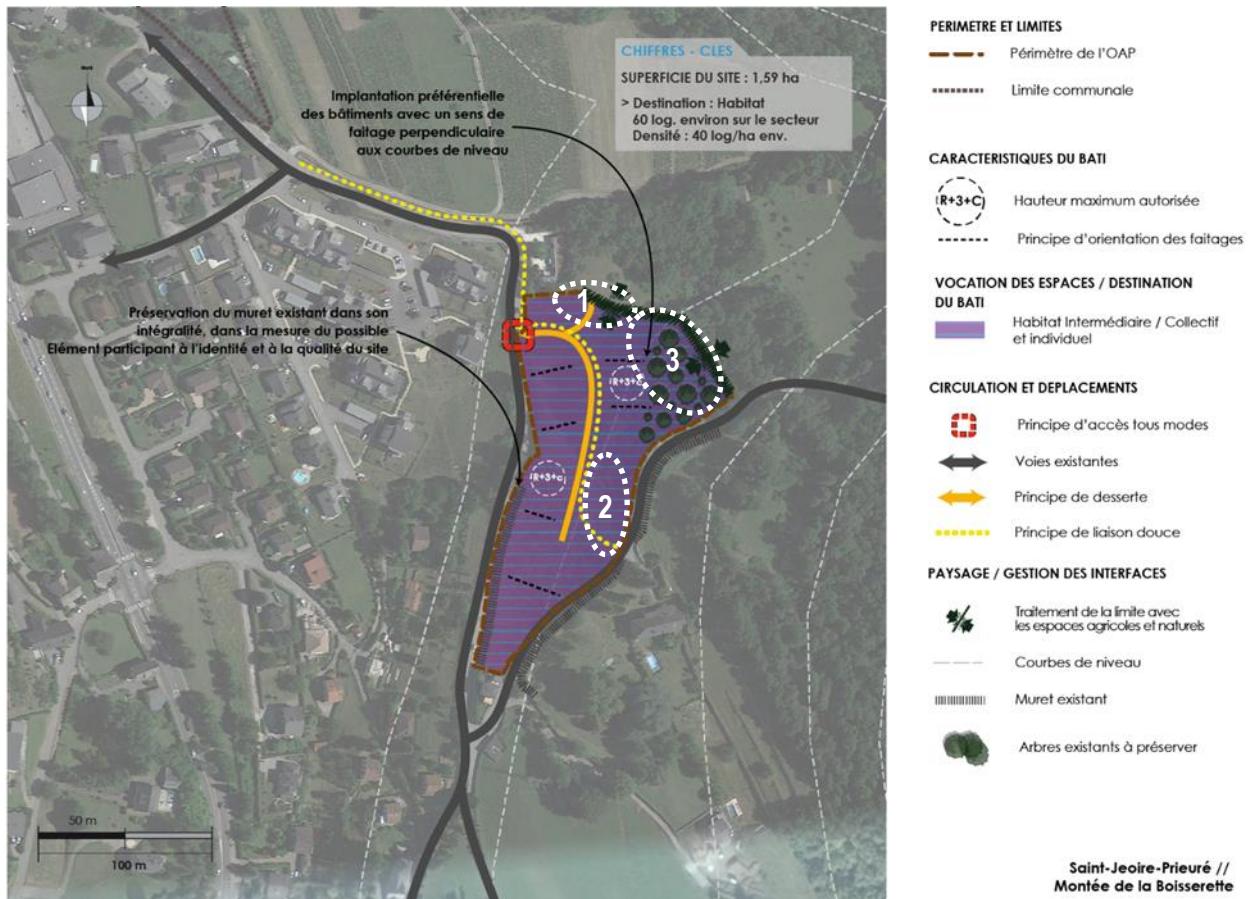 Nord
CHIFFRES - CLES
SUPERFICIE DU SITE : 1,59 ha
> Destination : Habitat
60 log. environ sur le secteur
Densité : 40 log/ha env.
Implantation préférentielle
des bâtiments avec un sens de
faitage perpendiculaire
aux courbes de niveau
Préservation du muret existant dans son
intégralité, dans la mesure du possible
Elément participant à l'identité et à la qualité du site
1
3
R+3+C
R+3+C
2
50 m
100 m
PERIMETRE ET LIMITES
Périmètre de l'OAP
Limite communale
CARACTERISTIQUES DU BATI
R+3+C
Hauteur maximum autorisée
Principe d'orientation des faitages
VOCATION DES ESPACES / DESTINATION
DU BATI
Habitat Intermédiaire / Collectif
et individuel
CIRCULATION ET DEPLACEMENTS
Principe d'accès tous modes
Voies existantes
Principe de desserte
Principe de liaison douce
PAYSAGE / GESTION DES INTERFACES
Traitement de la limite avec
les espaces agricoles et naturels
Courbes de niveau
Muret existant
Arbres existants à préserver
Saint-Jeoire-Prieuré //
Montée de la Boisserette